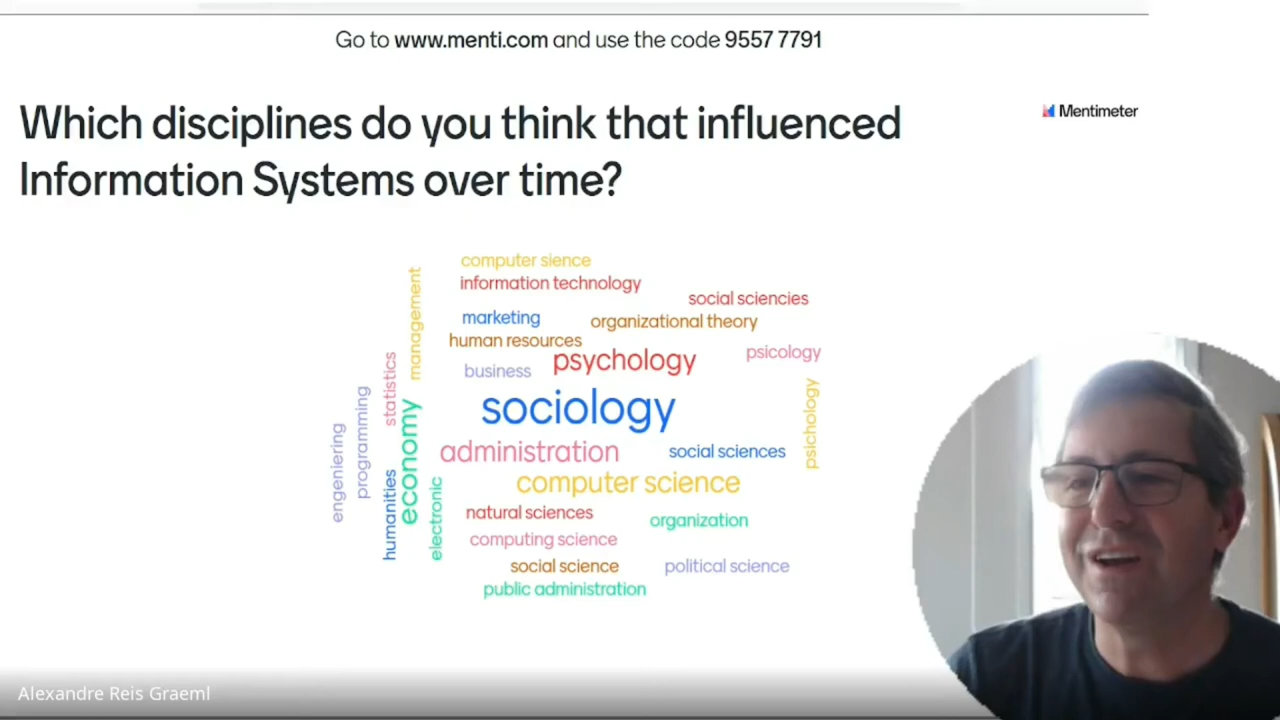 Go to www.menti.com and use the code 9557 7791
Mentimeter
Which disciplines do you think that influenced
Information Systems over time?
computer sience
information technology
social sciencies
marketing
organizational theory
human resources
psychology
psicology
business
sociology
administration
social sciences
computer science
natural sciences
organization
computing science
social science
political science
public administration
management
statistics
economy
programming
engeniering
humanities
electronic
psichology
Alexandre Reis Graeml